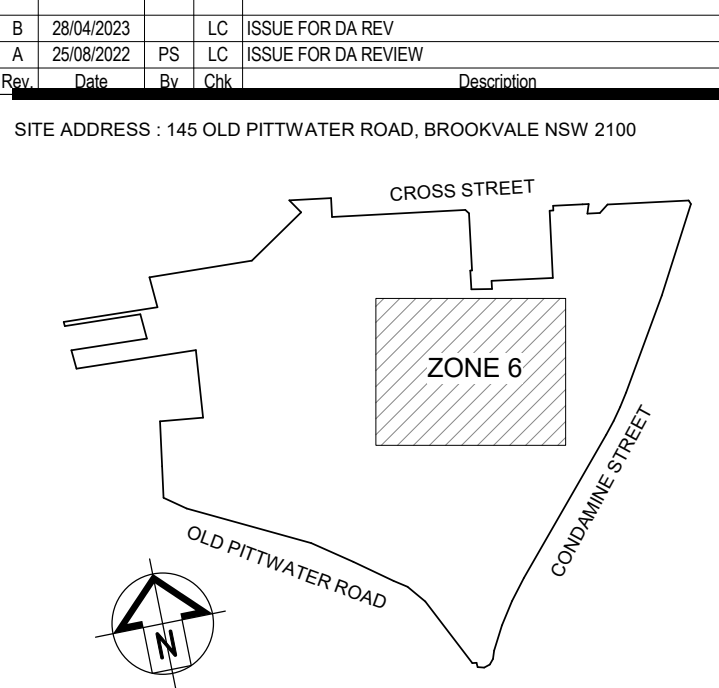 B 28/04/2023 LC ISSUE FOR DA REV
A 25/08/2022 PS LC ISSUE FOR DA REVIEW
Rev. Date By Chk Description
SITE ADDRESS : 145 OLD PITTWATER ROAD, BROOKVALE NSW 2100
CROSS STREET
ZONE 6
CONDAMINE STREET
OLD PITTWATER ROAD
N